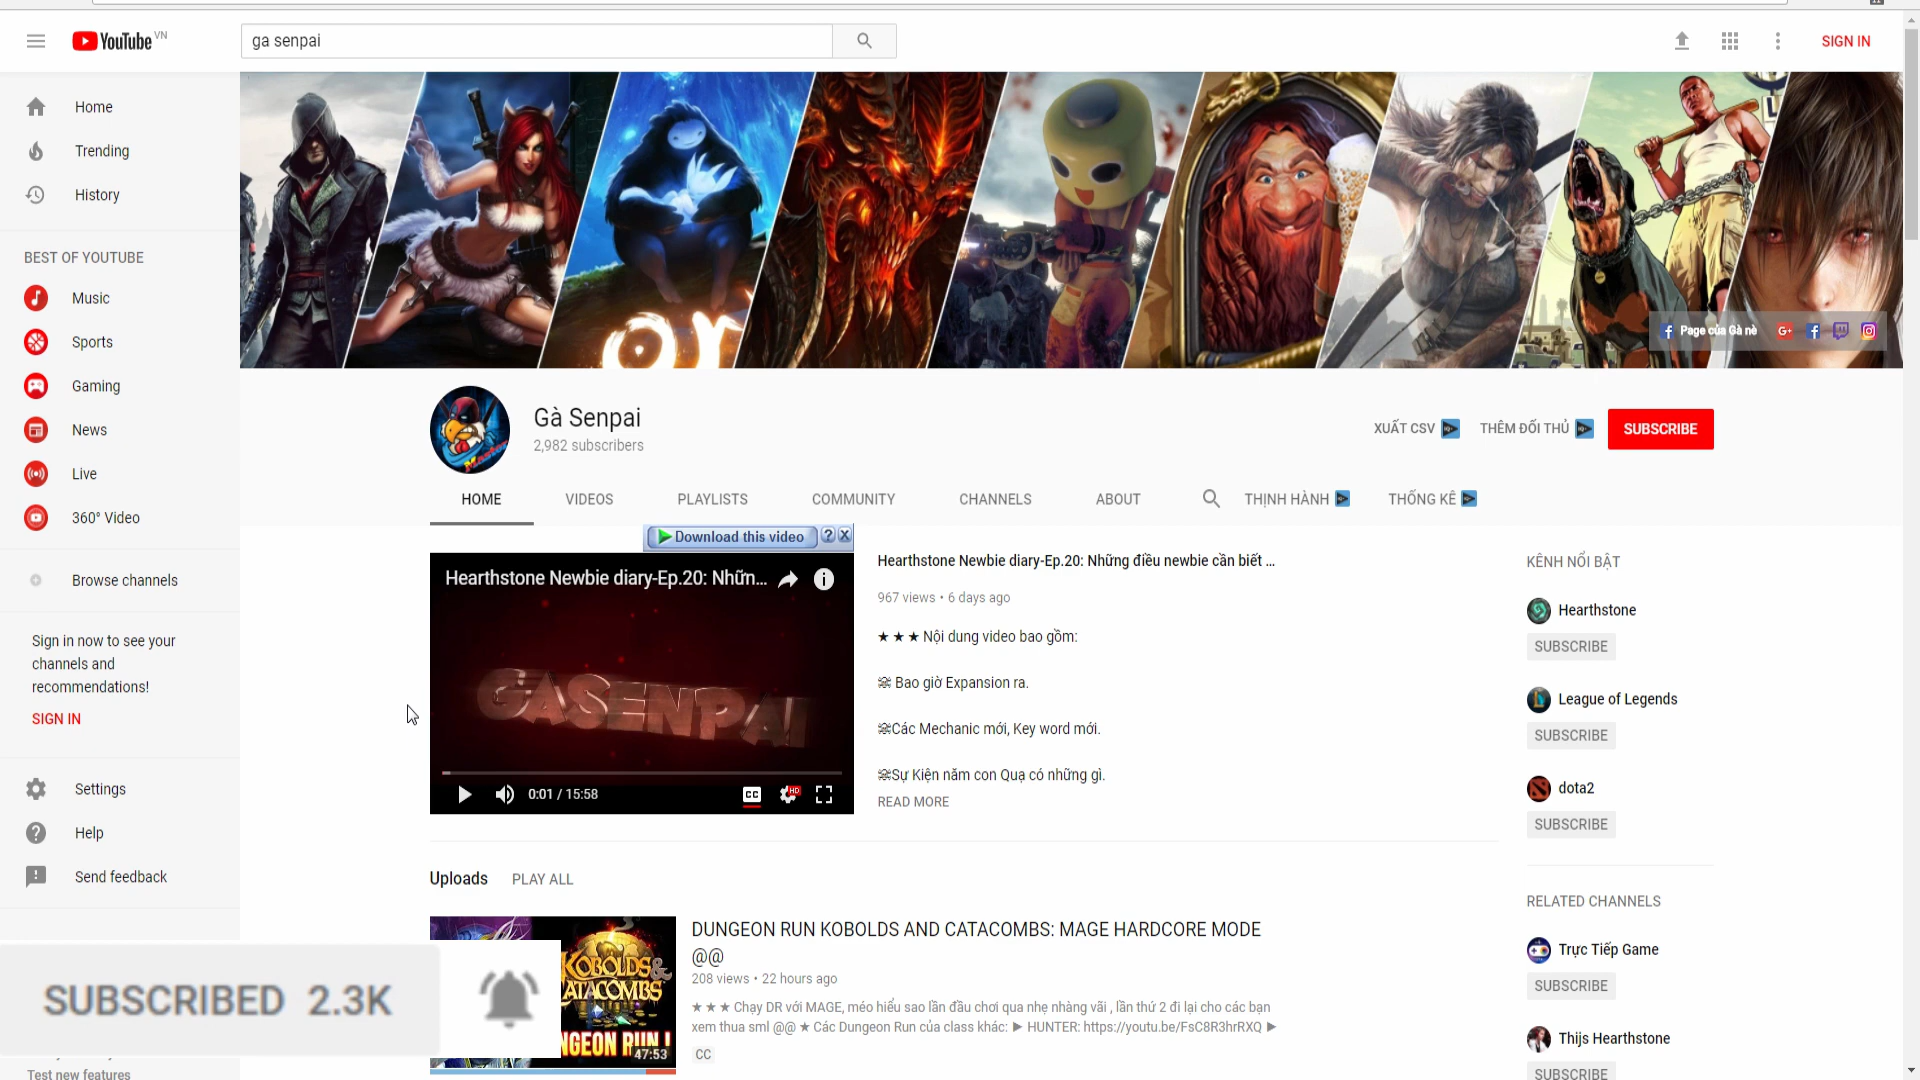 YouTube VN
ga senpai
SIGN IN
Home
Trending
History
BEST OF YOUTUBE
Music
Sports
Gaming
News
Live
360° Video
Browse channels
Sign in now to see your
channels and
recommendations!
SIGN IN
Settings
Help
Send feedback
Test new features
SUBSCRIBED 2.3K
Page của Gà nè
Gà Senpai
2,982 subscribers
XUẤT CSV
THÊM ĐỐI THỦ
SUBSCRIBE
HOME
VIDEOS
PLAYLISTS
COMMUNITY
CHANNELS
ABOUT
THỊNH HÀNH
THỐNG KÊ
Download this video ? X
Hearthstone Newbie diary-Ep.20: Nhữn...
GASENPAI
0:01 / 15:58
CC
HD
Hearthstone Newbie diary-Ep.20: Những điều newbie cần biết ...
967 views • 6 days ago
★ ★ ★ Nội dung video bao gồm:
🕸 Bao giờ Expansion ra.
🕸Các Mechanic mới, Key word mới.
🕸Sự Kiện năm con Quạ có những gì.
READ MORE
Uploads
PLAY ALL
KOBOLDS &
CATACOMBS
47:53
DUNGEON RUN KOBOLDS AND CATACOMBS: MAGE HARDCORE MODE
@@
208 views • 22 hours ago
★ ★ ★ Chạy DR với MAGE, méo hiểu sao lần đầu chơi qua nhẹ nhàng vãi , lần thứ 2 đi lại cho các bạn
xem thua sml @@ ★ Các Dungeon Run của class khác: ► HUNTER: https://youtu.be/FsC8R3hrRXQ ►
CC
KÊNH NỔI BẬT
Hearthstone
SUBSCRIBE
League of Legends
SUBSCRIBE
dota2
SUBSCRIBE
RELATED CHANNELS
Trực Tiếp Game
SUBSCRIBE
Thijs Hearthstone
SUBSCRIBE